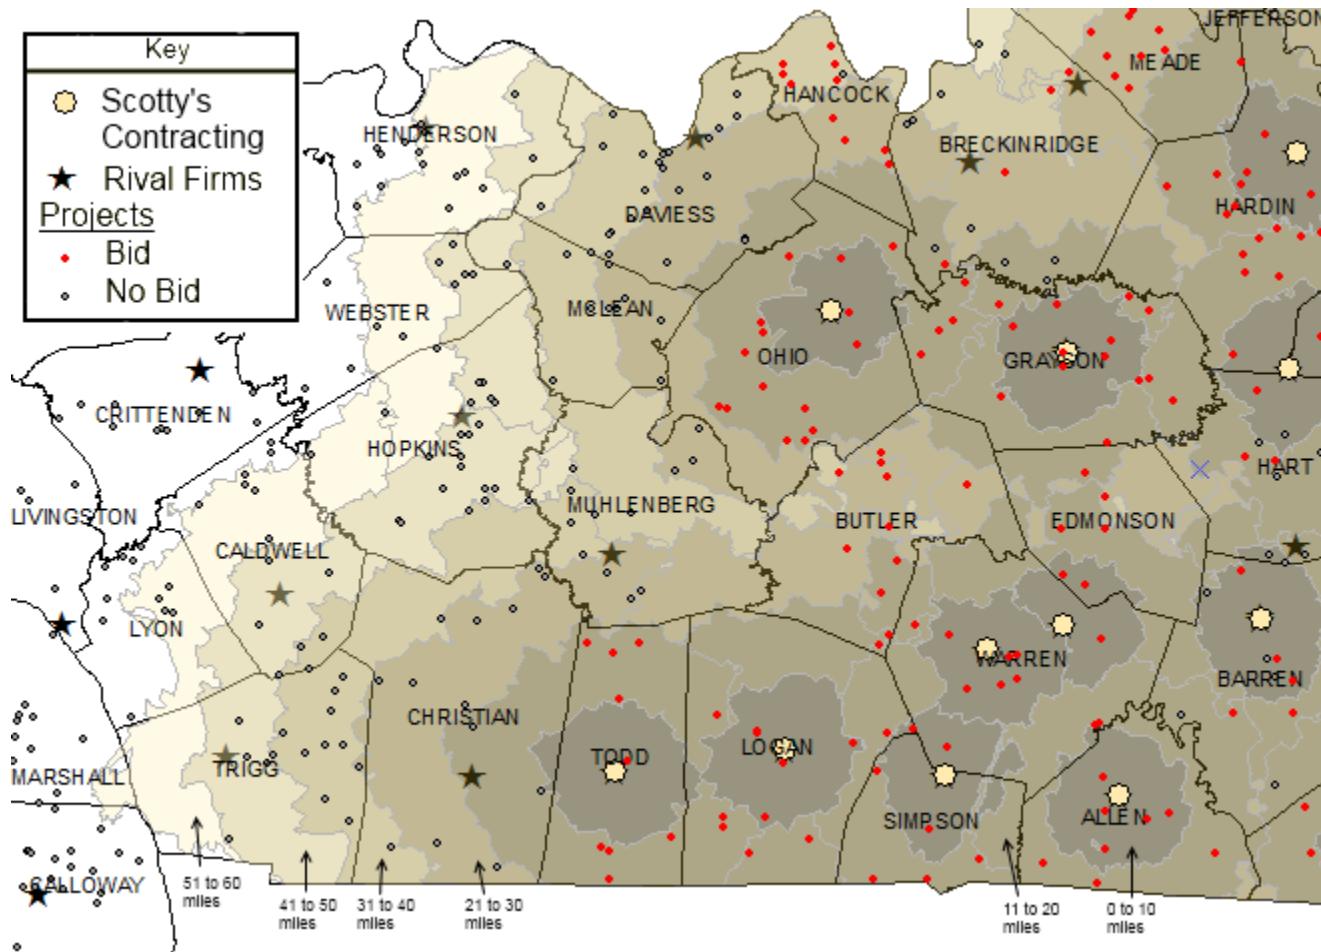 Key
Scotty's
Contracting
Rival Firms
Projects
Bid
No Bid
JEFFERSON
MEADE
HANCOCK
HENDERSON
BRECKINRIDGE
HARDIN
DAVIESS
WEBSTER
MCLEAN
OHIO
GRAYSON
CRITTENDEN
HOPKINS
HART
LIVINGSTON
MUHLENBERG
BUTLER
EDMONSON
CALDWELL
LYON
WARREN
BARREN
CHRISTIAN
TODD
LOGAN
MARSHALL
TRIGG
SIMPSON
ALLEN
CALLOWAY
51 to 60
miles
41 to 50
miles
31 to 40
miles
21 to 30
miles
11 to 20
miles
0 to 10
miles